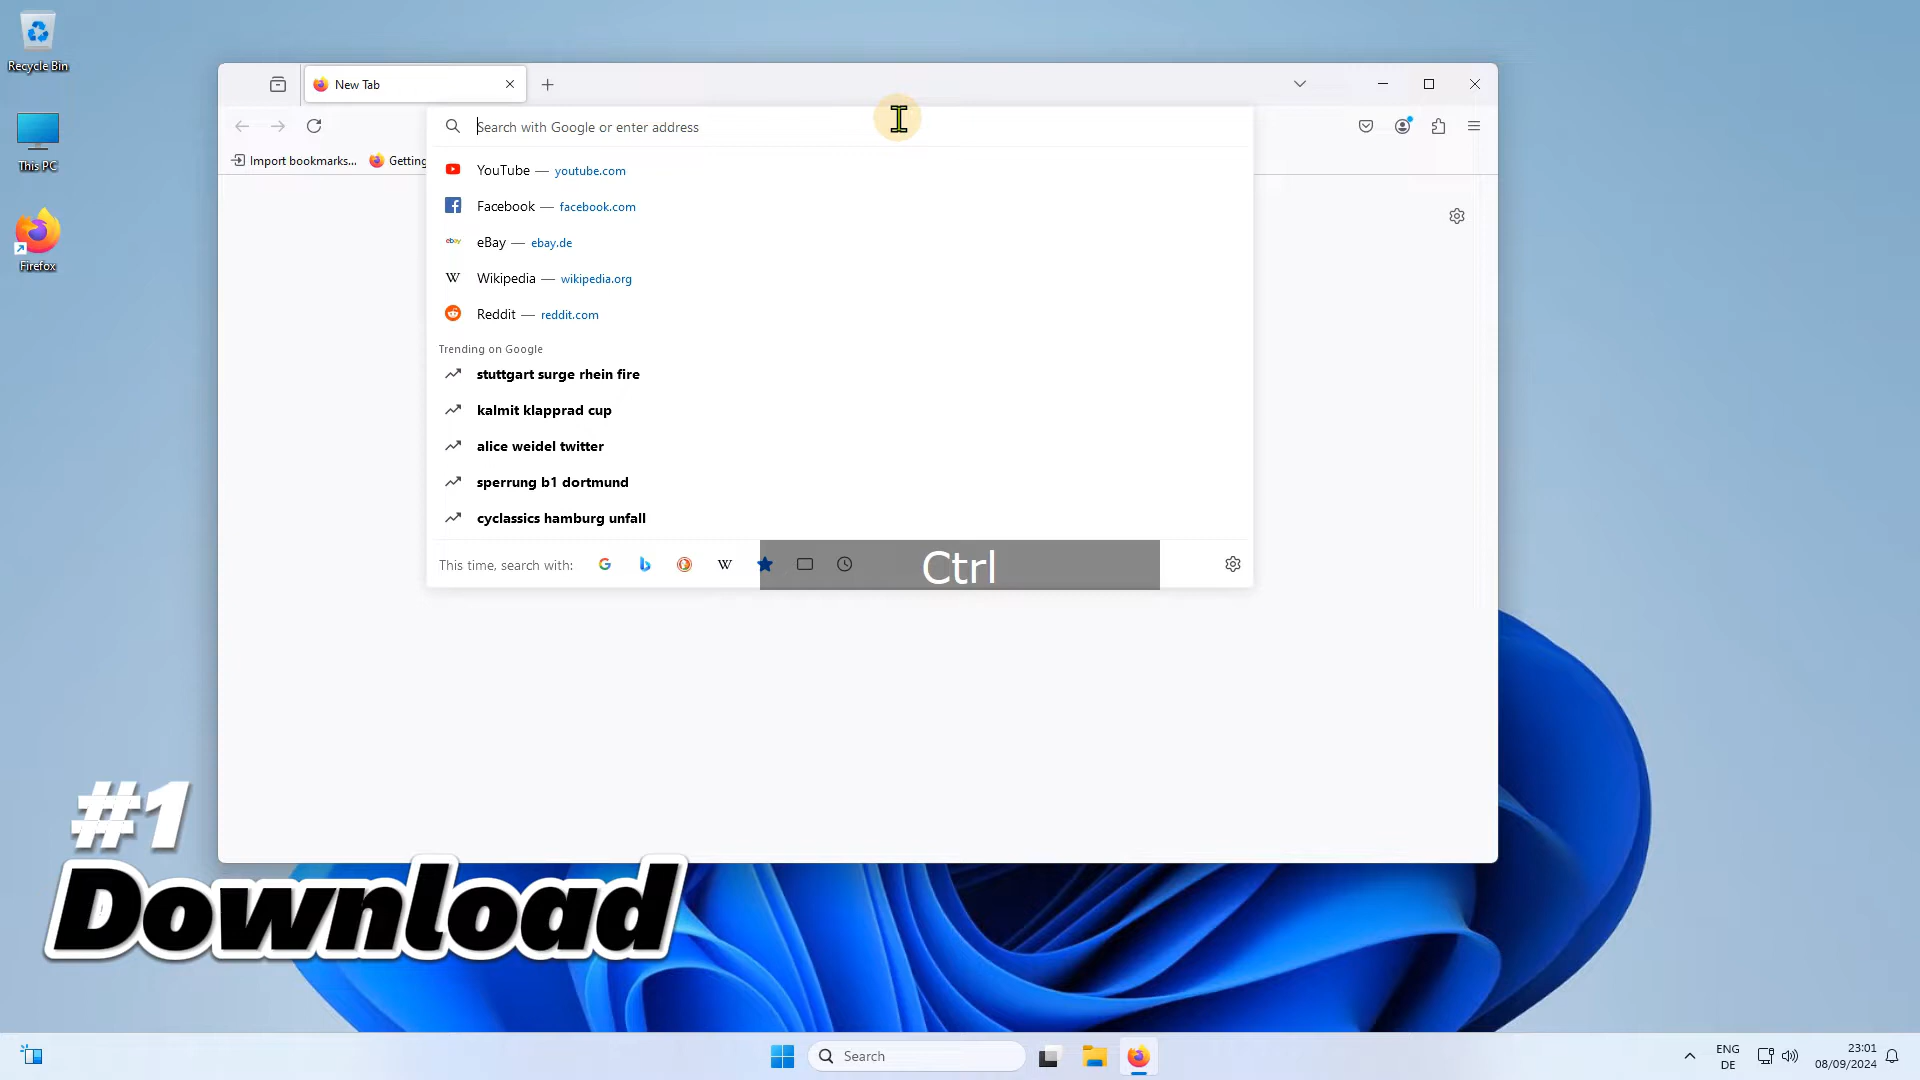 Recycle Bin
This PC
Firefox
New Tab
Search with Google or enter address
Import bookmarks...
Getting
YouTube — youtube.com
Facebook — facebook.com
eBay — ebay.de
Wikipedia — wikipedia.org
Reddit — reddit.com
Trending on Google
stuttgart surge rhein fire
kalmit klapprad cup
alice weidel twitter
sperrung b1 dortmund
cyclassics hamburg unfall
This time, search with:
Ctrl
#1
Download
Search
ENG
DE
23:01
08/09/2024